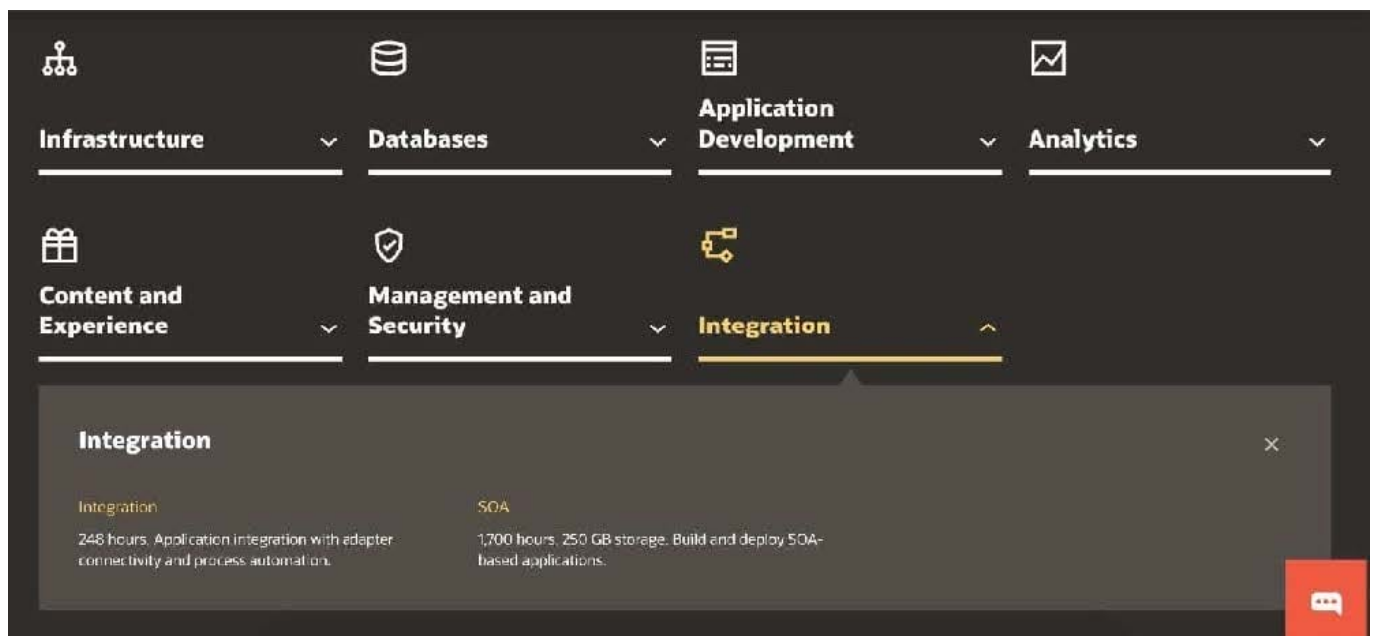 Infrastructure
Databases
Application
Development
Analytics
Content and
Experience
Management and
Security
Integration
Integration
Integration
248 hours. Application integration with adapter
connectivity and process automation.
SOA
1,700 hours, 250 GB storage. Build and deploy SOA-
based applications.